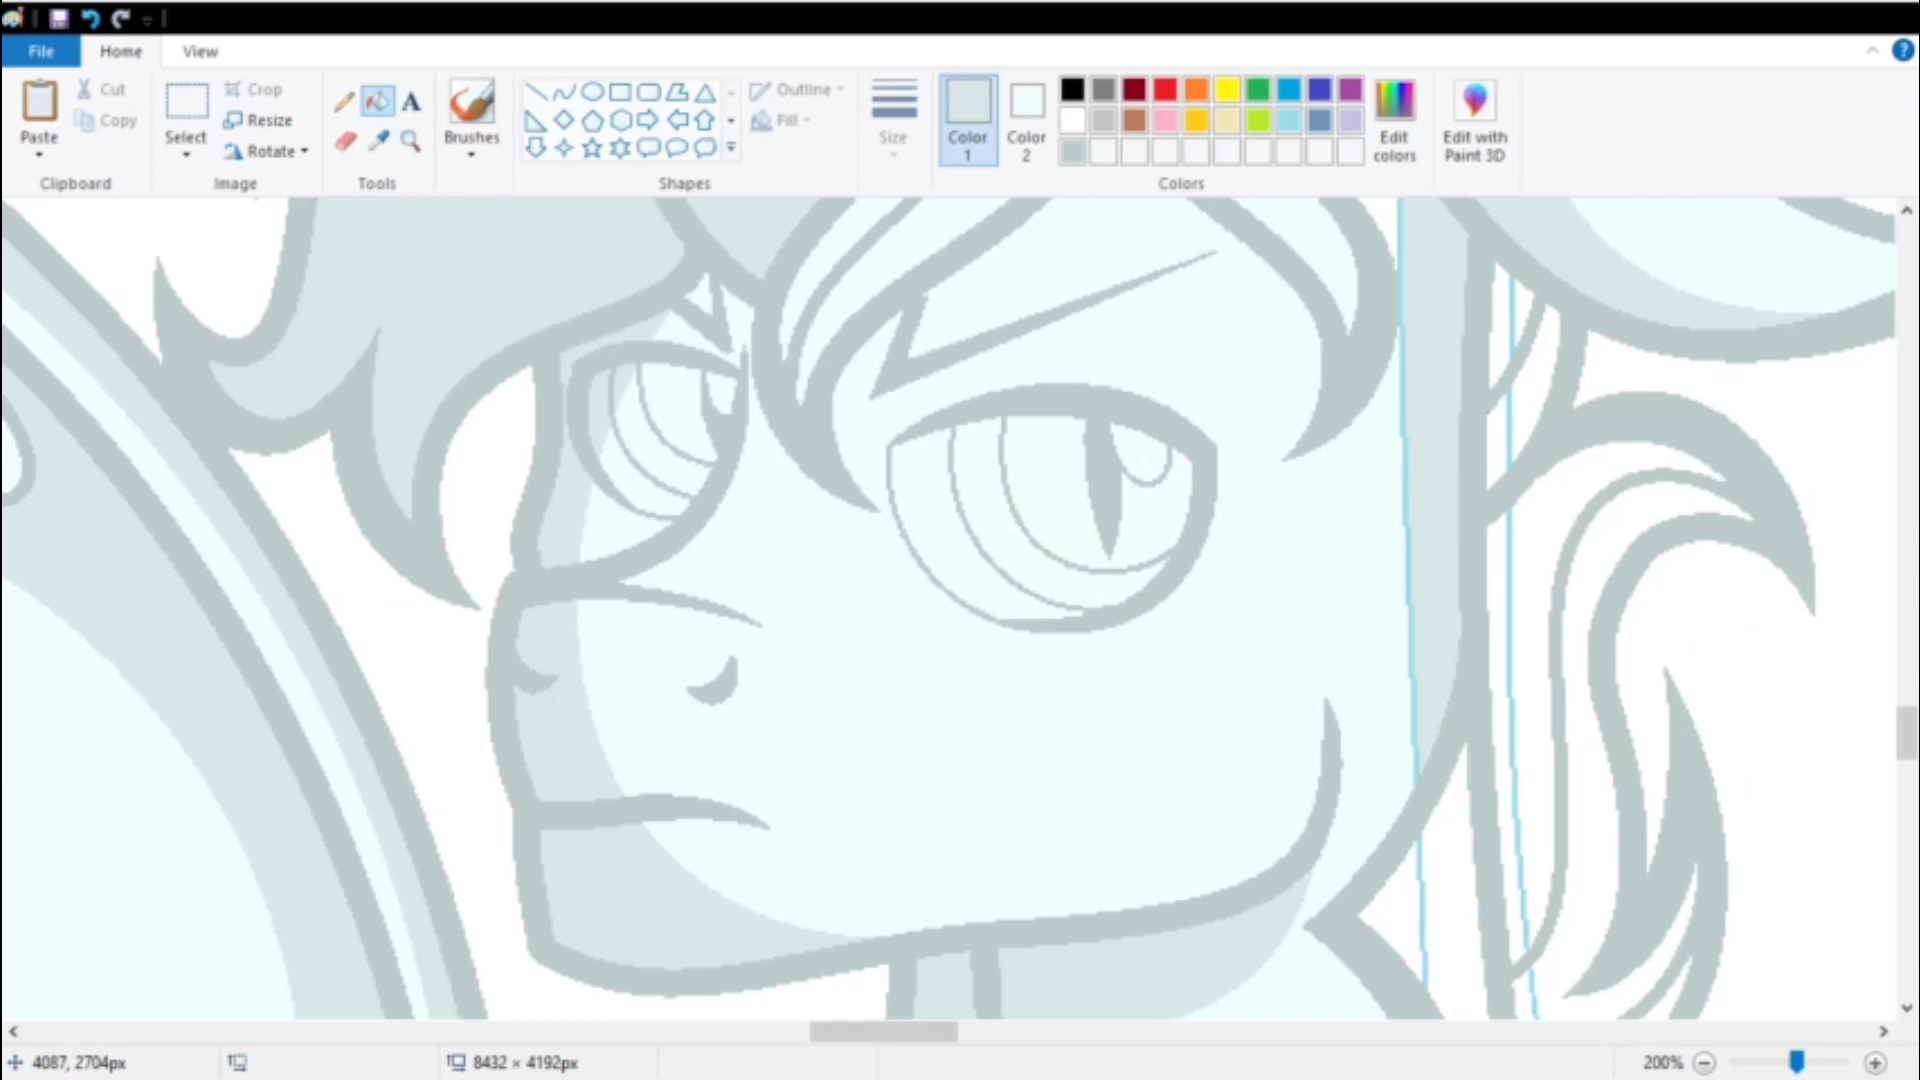 File Home View
Paste Cut Copy Clipboard
Select Crop Resize Rotate Image
A Tools
Brushes
Outline Fill Shapes
Size
Color 1 Color 2 Edit colors Colors
Edit with Paint 3D
4087, 2704px 8432 × 4192px 200%